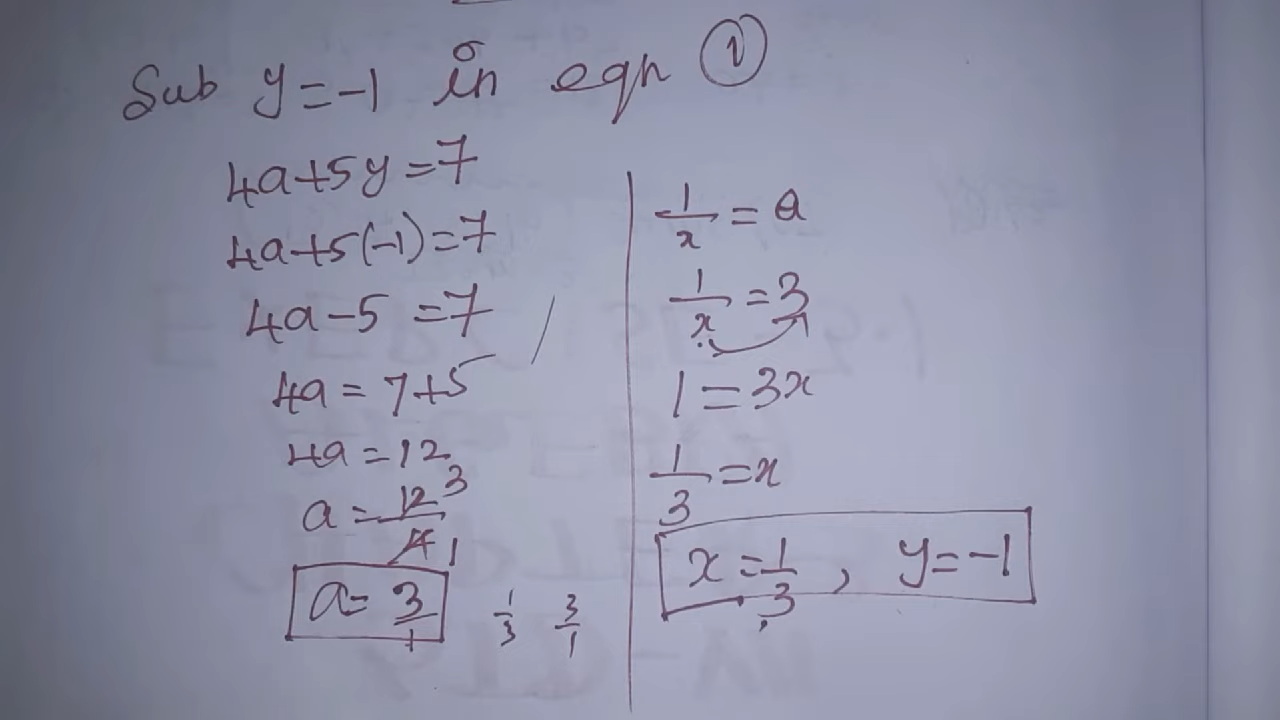 Sub y=-1 in eqn ①
4a+5y=7
4a+5(-1)=7
4a-5=7
4a=7+5
4a=12
a=12/4 3 1
a=3/1
1/3 3/1
1/x=a
1/x=3
1=3x
1/3=x
x=1/3, y=-1